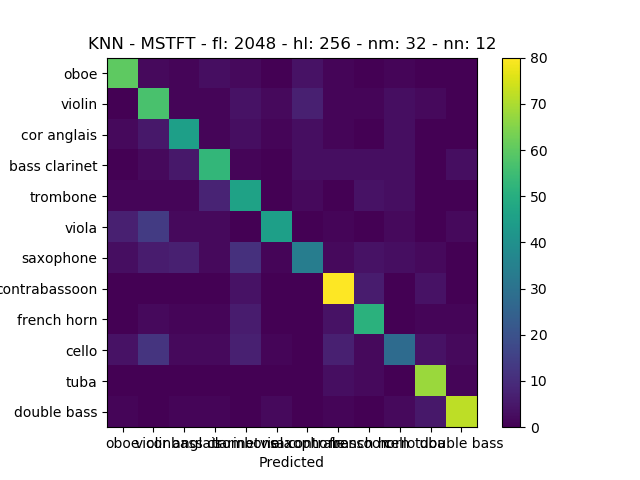 KNN - MSTFT - fl: 2048 - hl: 256 - nm: 32 - nn: 12
oboe
violin
cor anglais
bass clarinet
trombone
viola
saxophone
contrabassoon
french horn
cello
tuba
double bass
80
70
60
50
40
30
20
10
0
oboe
double bass
Predicted